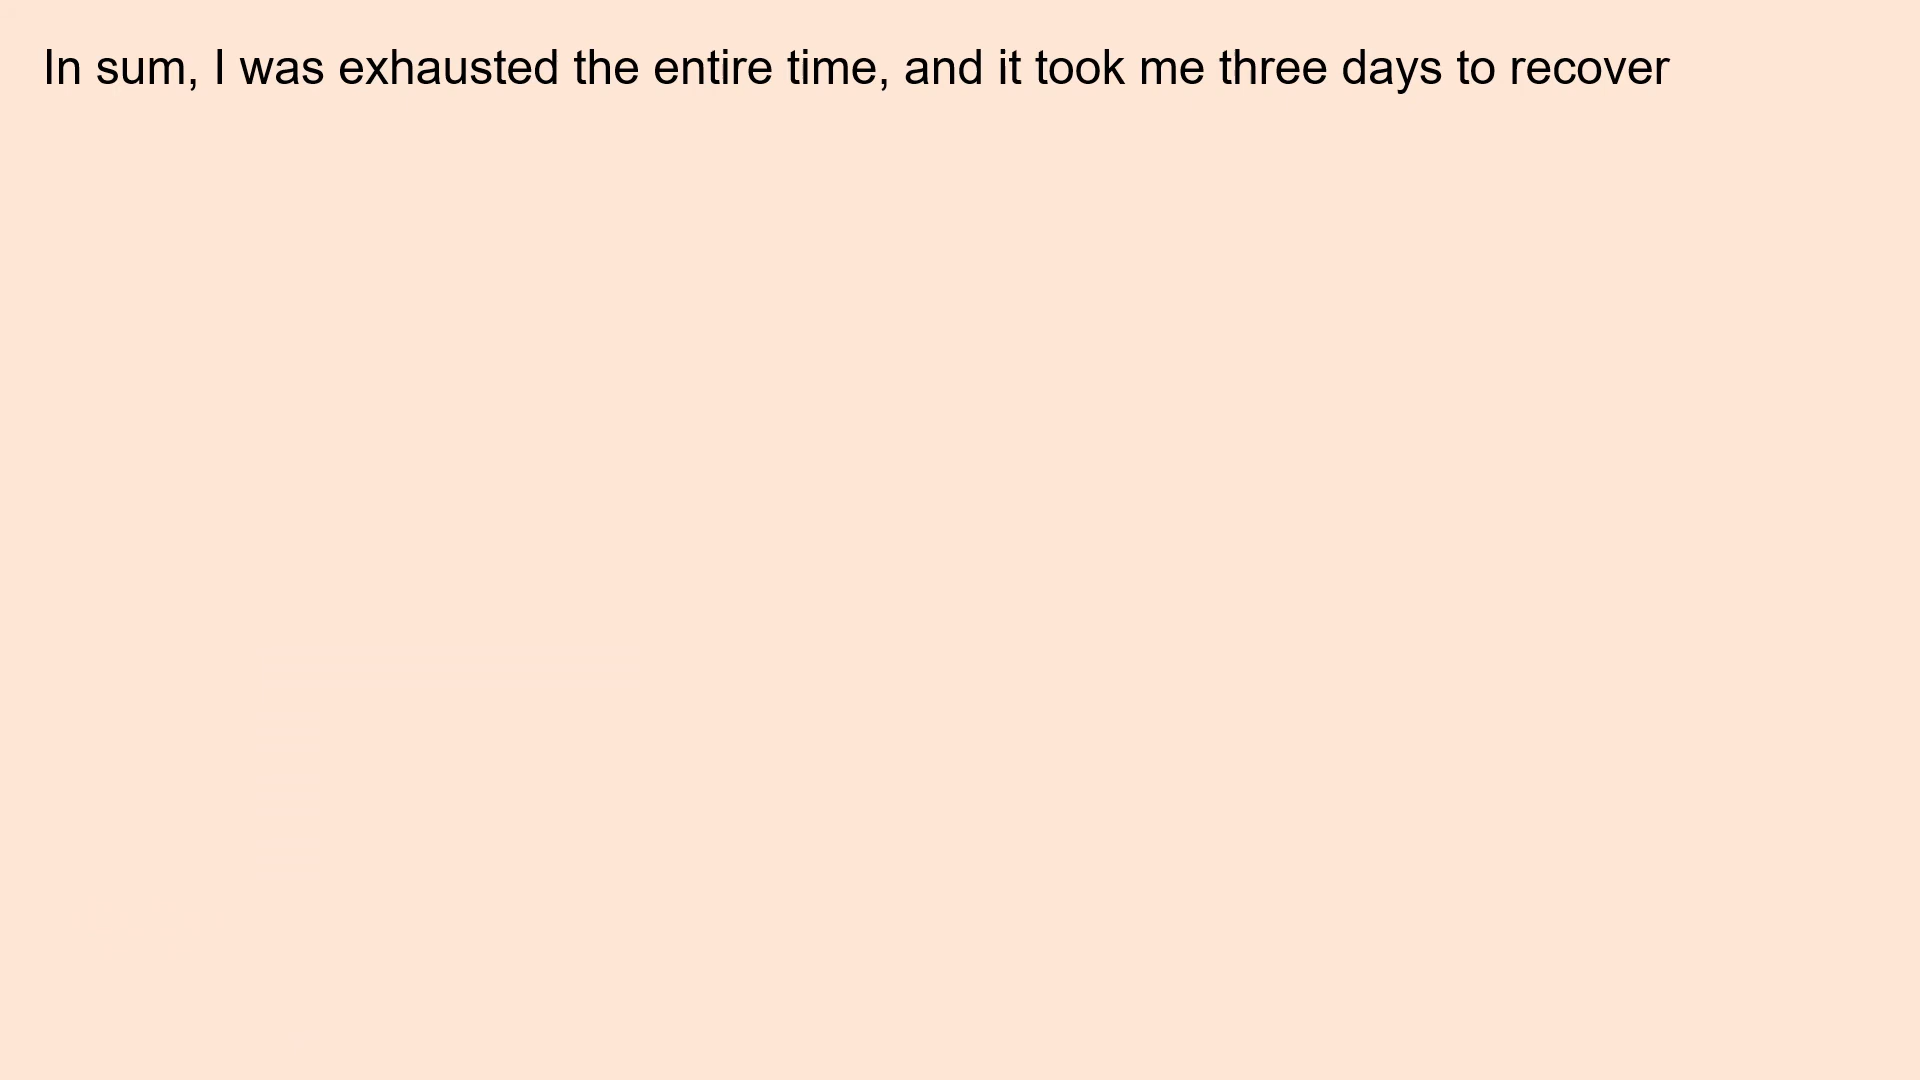 In sum, I was exhausted the entire time, and it took me three days to recover